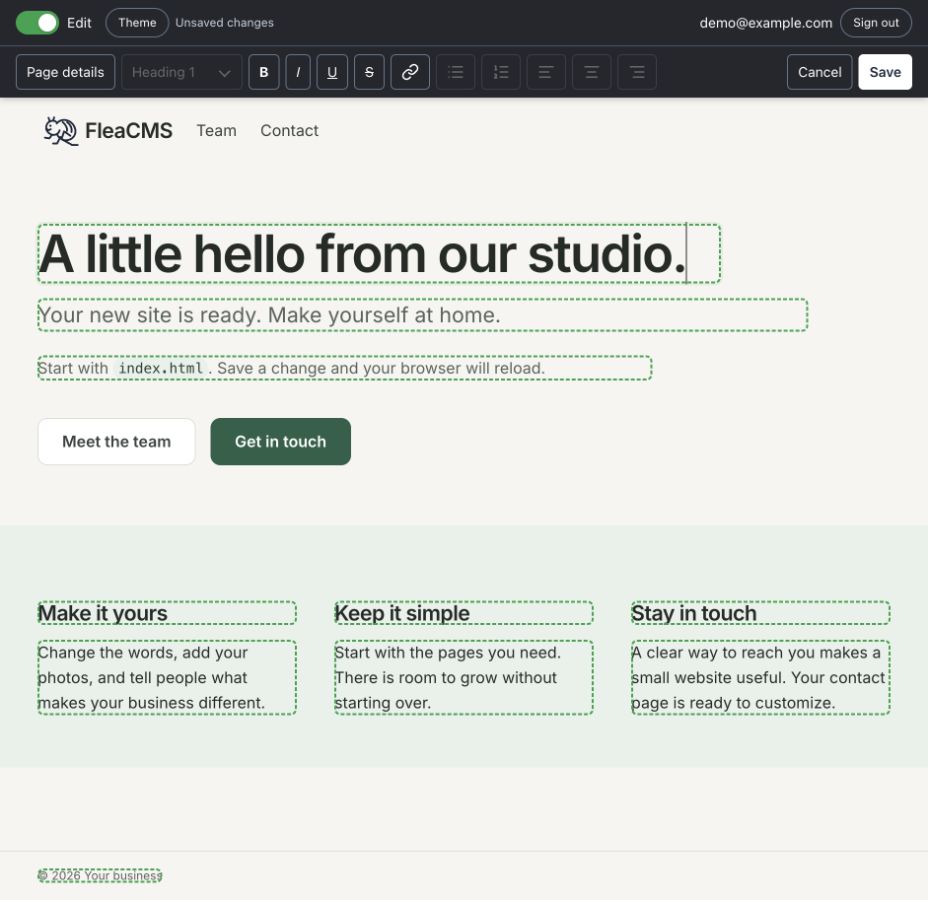 Edit Theme Unsaved changes demo@example.com Sign out
Page details Heading 1 B I U S Cancel Save
FleaCMS Team Contact
A little hello from our studio.
Your new site is ready. Make yourself at home.
Start with index.html. Save a change and your browser will reload.
Meet the team Get in touch
Make it yours
Change the words, add your
photos, and tell people what
makes your business different.
Keep it simple
Start with the pages you need.
There is room to grow without
starting over.
Stay in touch
A clear way to reach you makes a
small website useful. Your contact
page is ready to customize.
© 2026 Your business